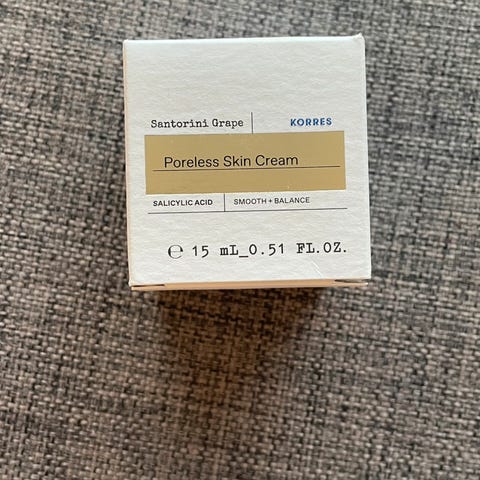 Santorini Grape KORRES
Poreless Skin Cream
SALICYLIC ACID SMOOTH + BALANCE
℮ 15 mL_0.51 FL.OZ.